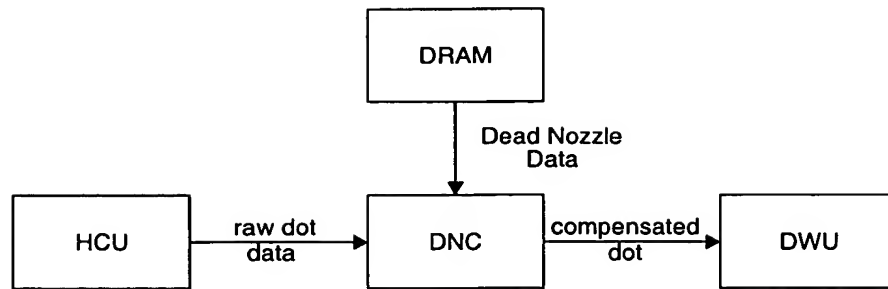 DRAM
Dead Nozzle
Data
HCU
raw dot
data
DNC
compensated
dot
DWU